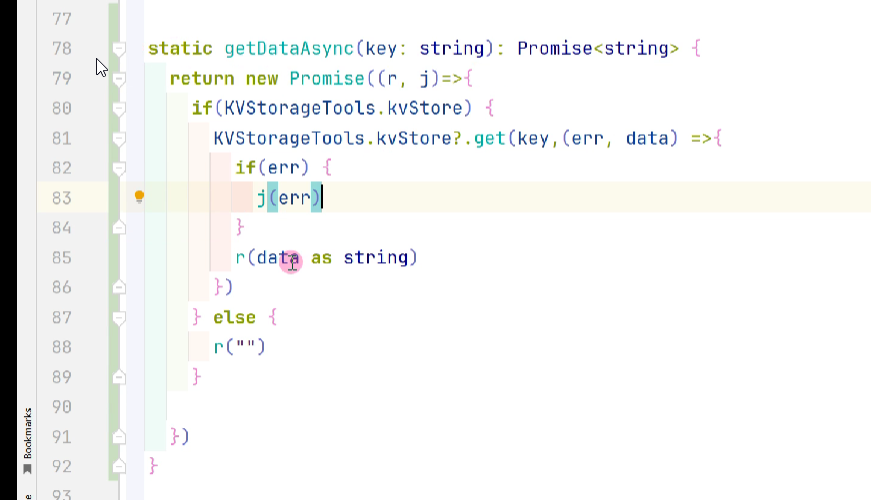 77
78 static getDataAsync(key: string): Promise<string> {
79 return new Promise((r, j)=>{
80 if(KVStorageTools.kvStore) {
81 KVStorageTools.kvStore?.get(key,(err, data) =>{
82 if(err) {
83 j(err)
84 }
85 r(data as string)
86 })
87 } else {
88 r("")
89 }
90
91 })
92 }
93
Bookmarks